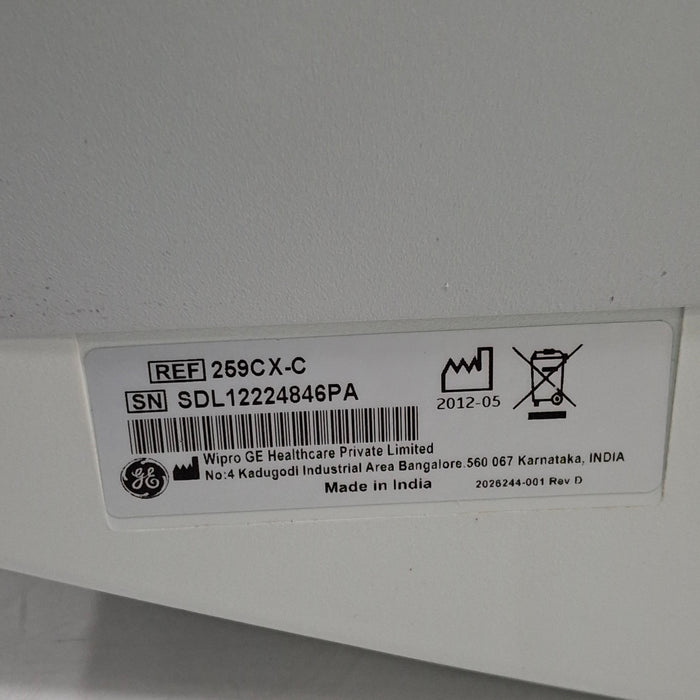 REF 259CX-C
SN SDL12224846PA
2012-05
GE
Wipro GE Healthcare Private Limited
No:4 Kadugodi Industrial Area Bangalore.560 067 Karnataka, INDIA
Made in India
2026244-001 Rev D